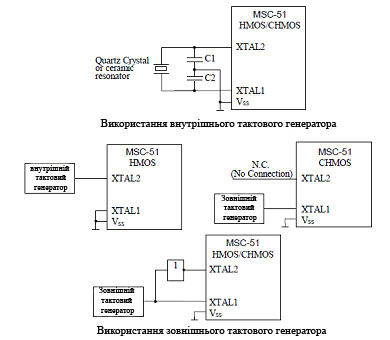 MSC-51
HMOS/CHMOS
XTAL2
Quartz Crystal
or ceramic
resonator
C1
C2
XTAL1
Vss
Використання внутрішнього тактового генератора
MSC-51
HMOS
внутрішній
тактовий
генератор
XTAL2
XTAL1
Vss
MSC-51
CHMOS
N.C.
(No Connection)
XTAL2
Зовнішній
тактовий
генератор
XTAL1
Vss
MSC-51
HMOS/CHMOS
1
XTAL2
Зовнішній
тактовий
генератор
XTAL1
Vss
Використання зовнішнього тактового генератора